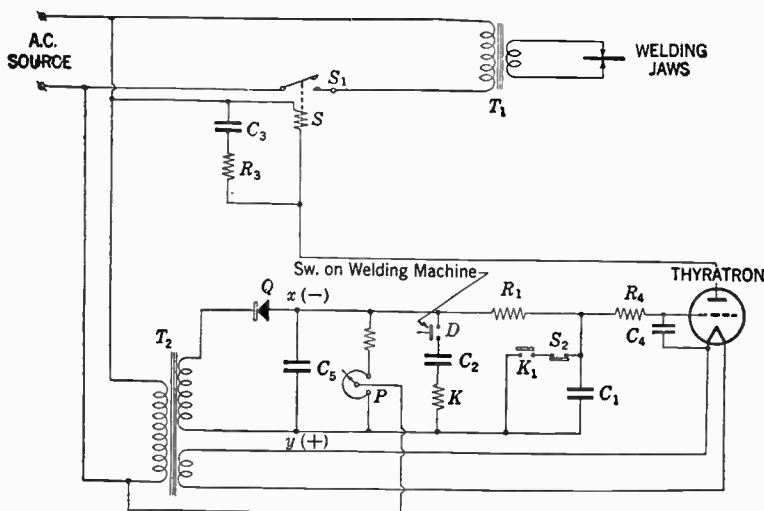 A.C.
SOURCE
S₁
T₁
WELDING
JAWS
S
C₃
R₃
Sw. on Welding Machine
THYRATRON
Q
x (−)
R₁
R₄
D
T₂
C₅
C₂
K₁
S₂
C₄
P
K
C₁
y (+)